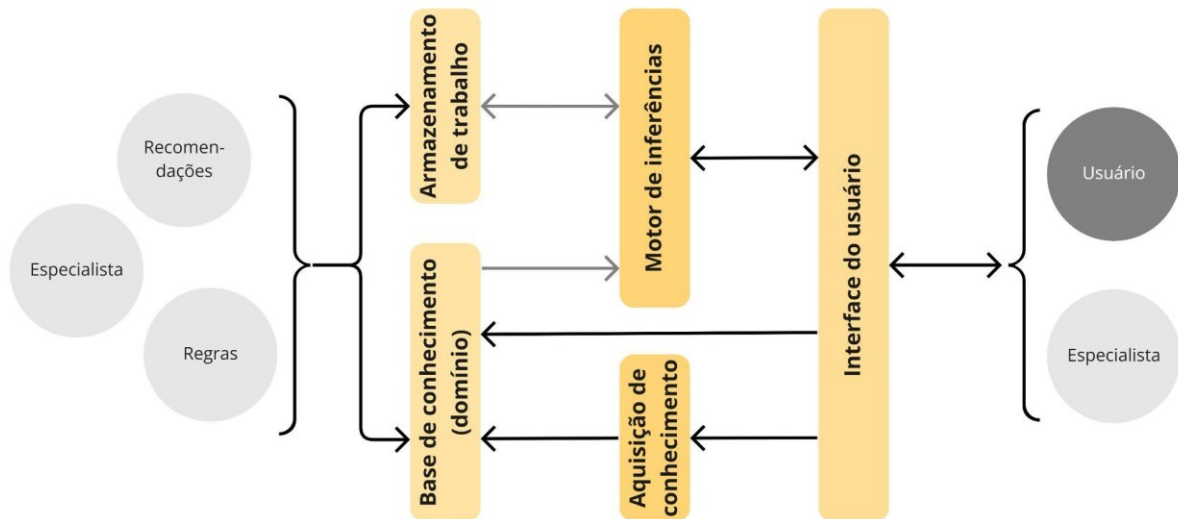 Recomen-
dações
Especialista
Regras
Armazenamento
de trabalho
Base de conhecimento
(domínio)
Motor de inferências
Aquisição de
conhecimento
Interface do usuário
Usuário
Especialista